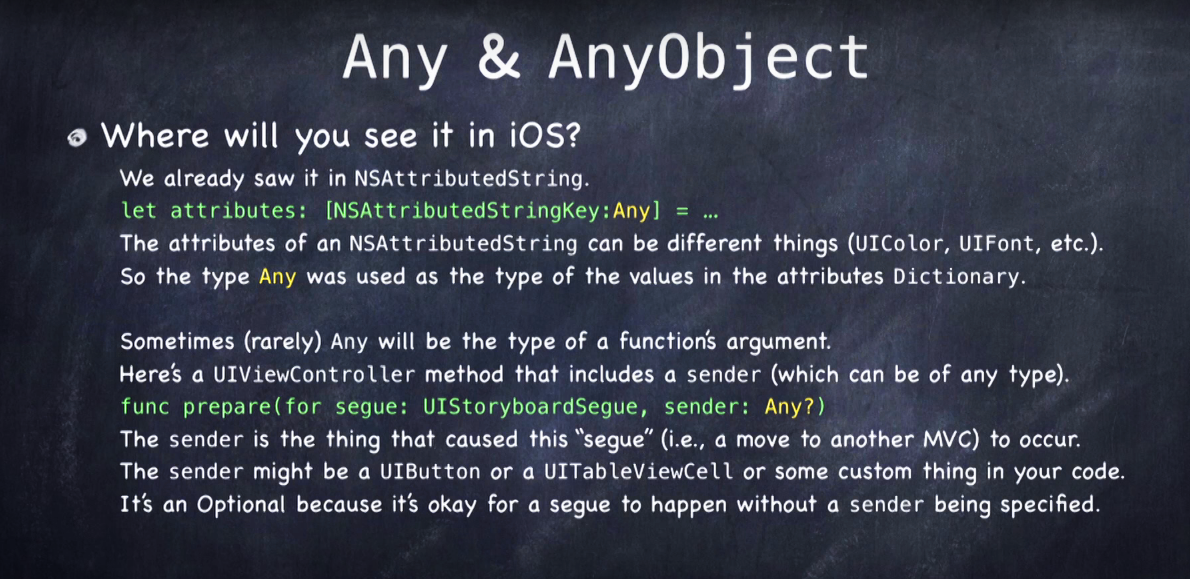 Any & AnyObject
Where will you see it in iOS?
We already saw it in NSAttributedString.
let attributes: [NSAttributedStringKey:Any] = …
The attributes of an NSAttributedString can be different things (UIColor, UIFont, etc.).
So the type Any was used as the type of the values in the attributes Dictionary.
Sometimes (rarely) Any will be the type of a function's argument.
Here's a UIViewController method that includes a sender (which can be of any type).
func prepare(for segue: UIStoryboardSegue, sender: Any?)
The sender is the thing that caused this “segue” (i.e., a move to another MVC) to occur.
The sender might be a UIButton or a UITableViewCell or some custom thing in your code.
It's an Optional because it's okay for a segue to happen without a sender being specified.